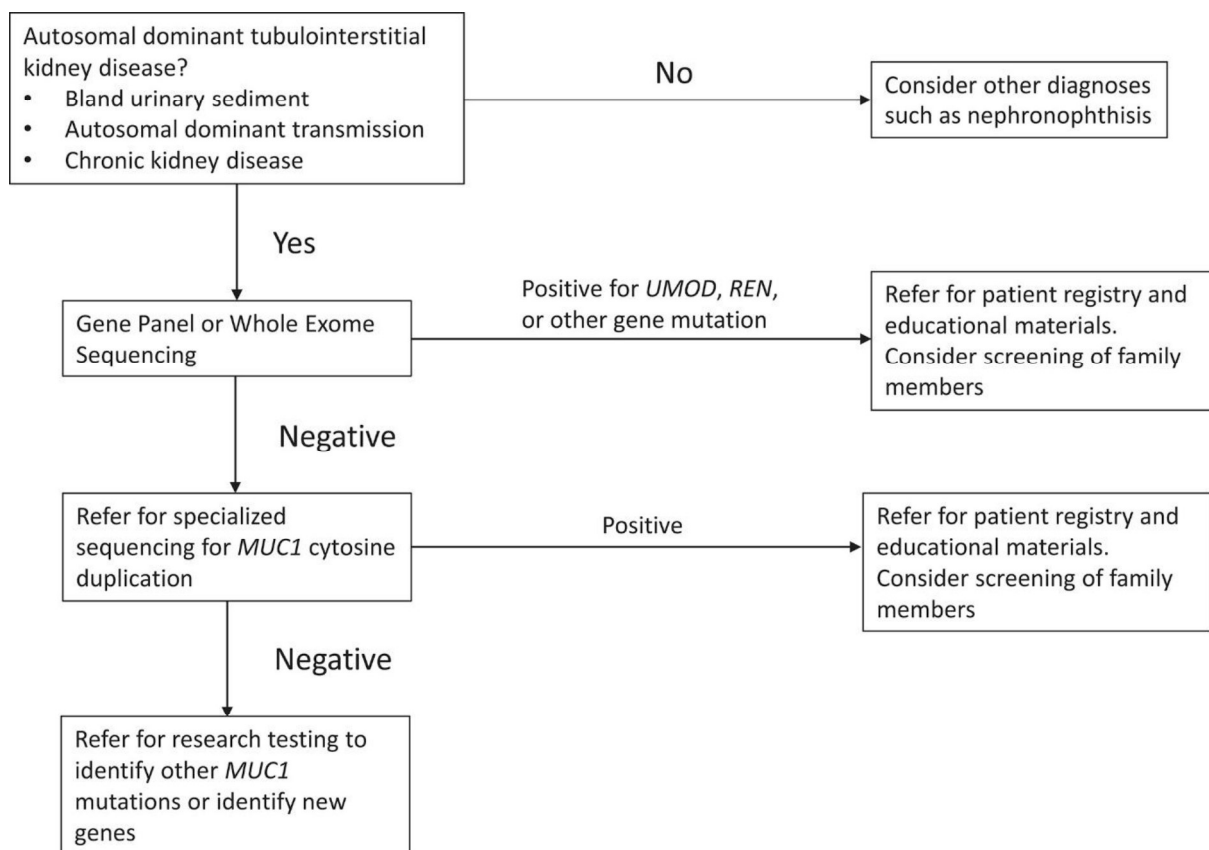 Autosomal dominant tubulointerstitial
kidney disease?
• Bland urinary sediment
• Autosomal dominant transmission
• Chronic kidney disease
No
Consider other diagnoses
such as nephronophthisis
Yes
Gene Panel or Whole Exome
Sequencing
Positive for UMOD, REN,
or other gene mutation
Refer for patient registry and
educational materials.
Consider screening of family
members
Negative
Refer for specialized
sequencing for MUC1 cytosine
duplication
Positive
Refer for patient registry and
educational materials.
Consider screening of family
members
Negative
Refer for research testing to
identify other MUC1
mutations or identify new
genes